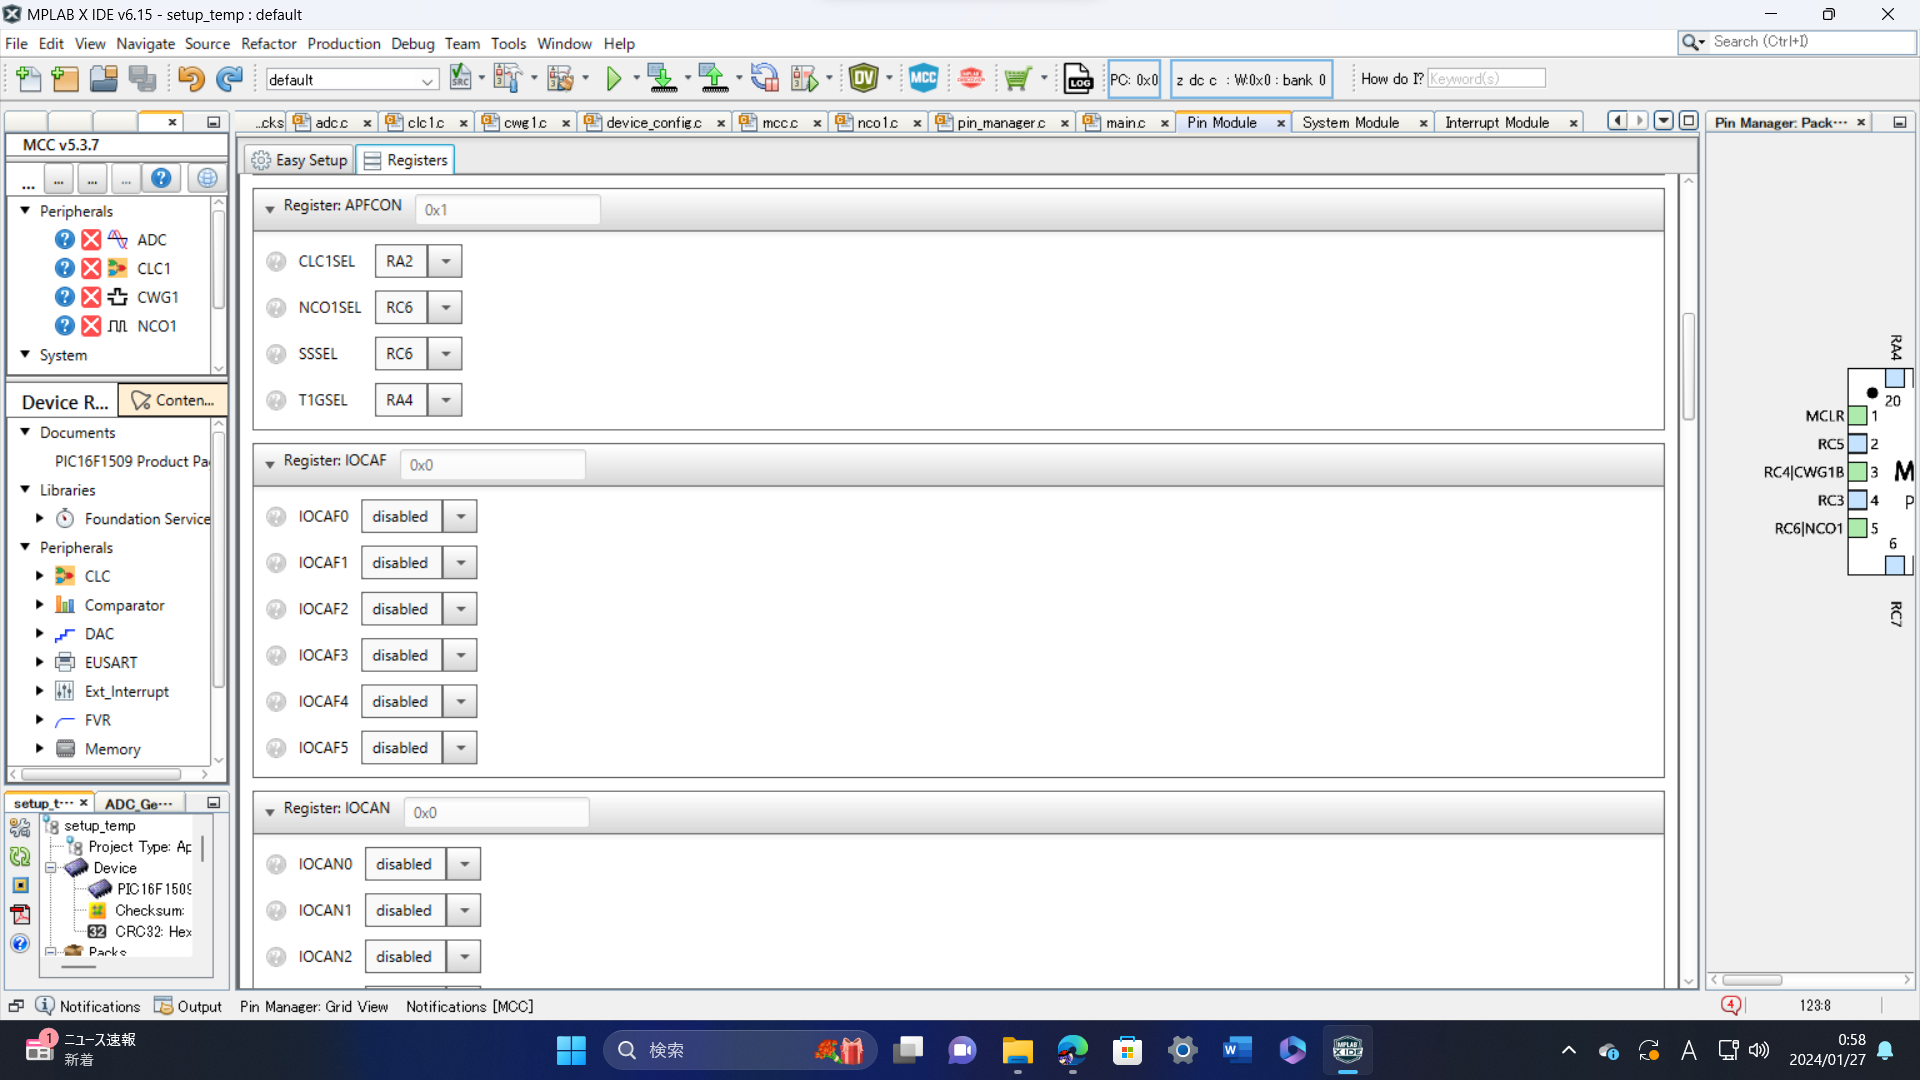 MPLAB X IDE v6.15 - setup_temp : default
File Edit View Navigate Source Refactor Production Debug Team Tools Window Help
Search (Ctrl+I)
default
SRC
DV
MCC
LOG
PC: 0x0
z dc c : W:0x0 : bank 0
How do I?
Keyword(s)
...cks
adc.c
clc1.c
cwg1.c
device_config.c
mcc.c
nco1.c
pin_manager.c
main.c
Pin Module
System Module
Interrupt Module
Pin Manager: Pack...
MCC v5.3.7
... ... ... ...
Peripherals
ADC
CLC1
CWG1
NCO1
System
Device R...
Conten...
Documents
PIC16F1509 Product Pa
Libraries
Foundation Service
Peripherals
CLC
Comparator
DAC
EUSART
Ext_Interrupt
FVR
Memory
setup_t...
ADC_Ge...
setup_temp
Project Type: Ap
Device
PIC16F1509
Checksum:
32 CRC32: Hex
Packs
Easy Setup
Registers
Register: APFCON 0x1
CLC1SEL RA2
NCO1SEL RC6
SSSEL RC6
T1GSEL RA4
Register: IOCAF 0x0
IOCAF0 disabled
IOCAF1 disabled
IOCAF2 disabled
IOCAF3 disabled
IOCAF4 disabled
IOCAF5 disabled
Register: IOCAN 0x0
IOCAN0 disabled
IOCAN1 disabled
IOCAN2 disabled
RA4
20
MCLR 1
RC5 2
RC4|CWG1B 3 M
RC3 4 P
RC6|NCO1 5
6
RC7
Notifications
Output
Pin Manager: Grid View
Notifications [MCC]
4
123:8
1
ニュース速報
新着
検索
MPLAB
X IDE
A
0:58
2024/01/27